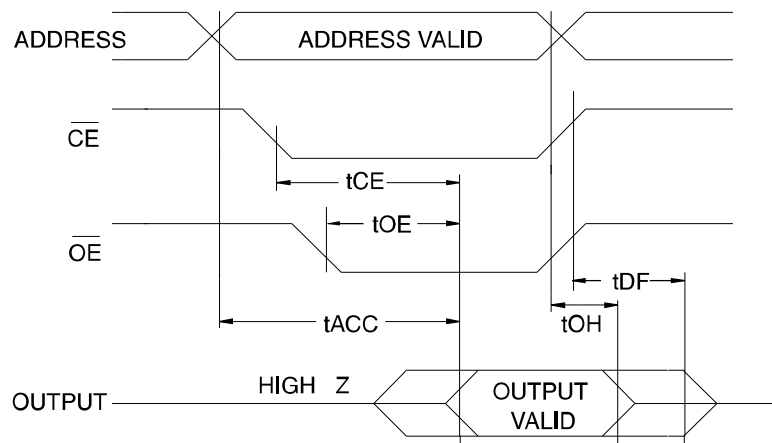 ADDRESS
ADDRESS VALID
CE
tCE
OE
tOE
tDF
tACC
tOH
HIGH Z
OUTPUT
OUTPUT
VALID